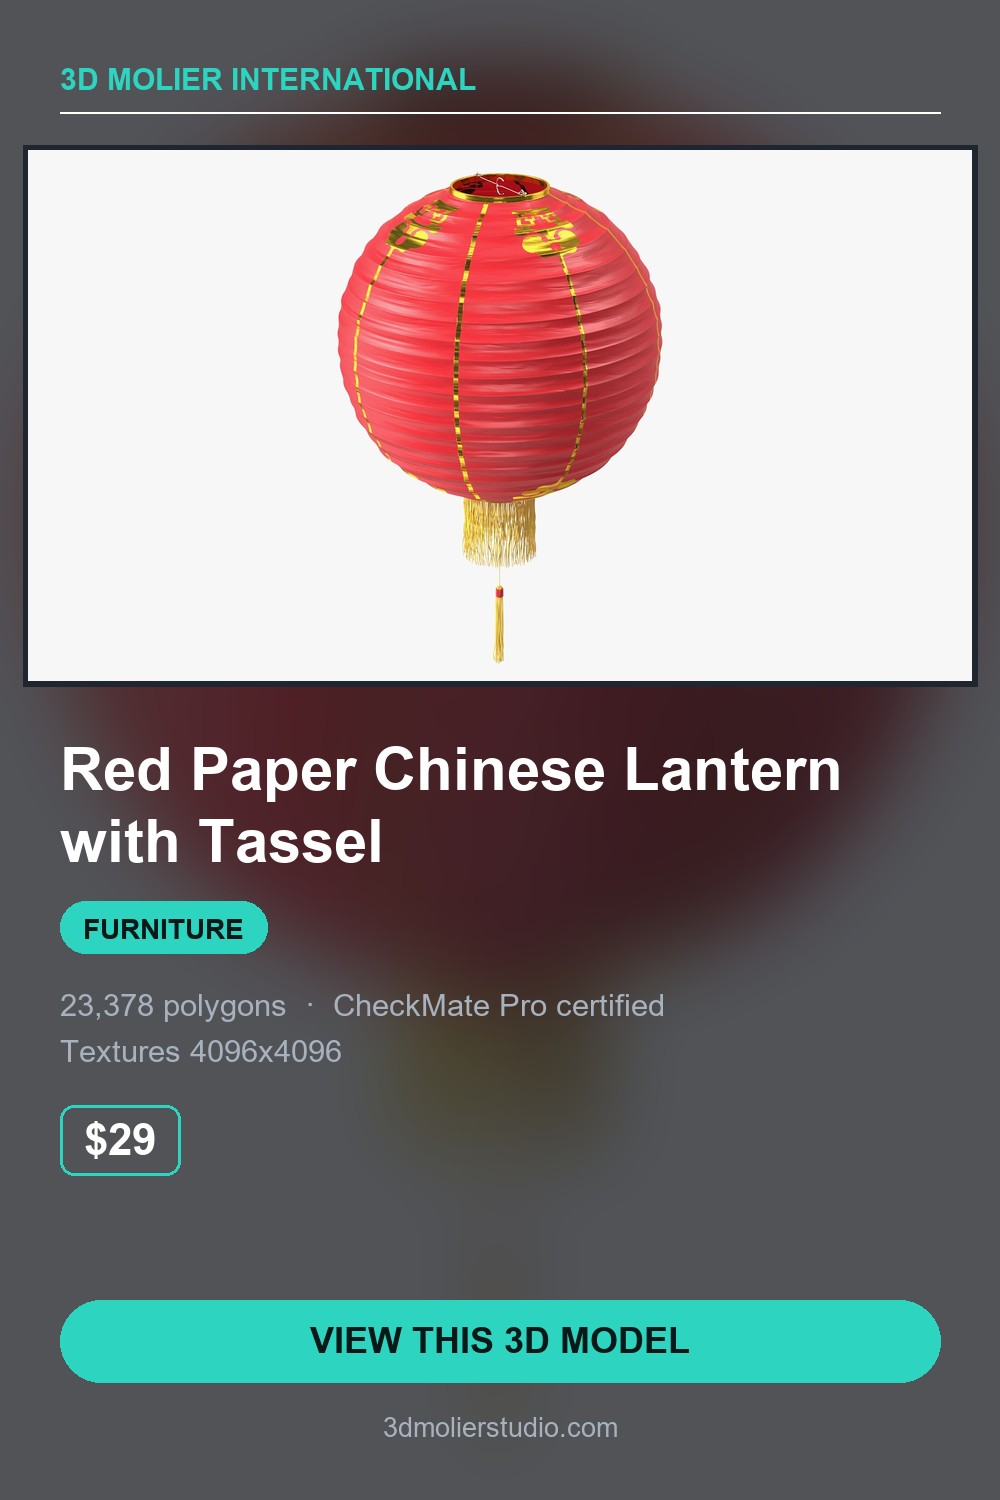 3D MOLIER INTERNATIONAL
Red Paper Chinese Lantern
with Tassel
FURNITURE
23,378 polygons · CheckMate Pro certified
Textures 4096x4096
$29
VIEW THIS 3D MODEL
3dmolierstudio.com